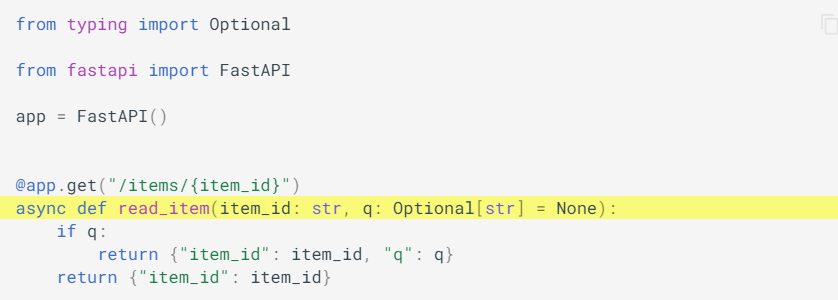 from typing import Optional
from fastapi import FastAPI
app = FastAPI()
@app.get("/items/{item_id}")
async def read_item(item_id: str, q: Optional[str] = None):
    if q:
        return {"item_id": item_id, "q": q}
    return {"item_id": item_id}